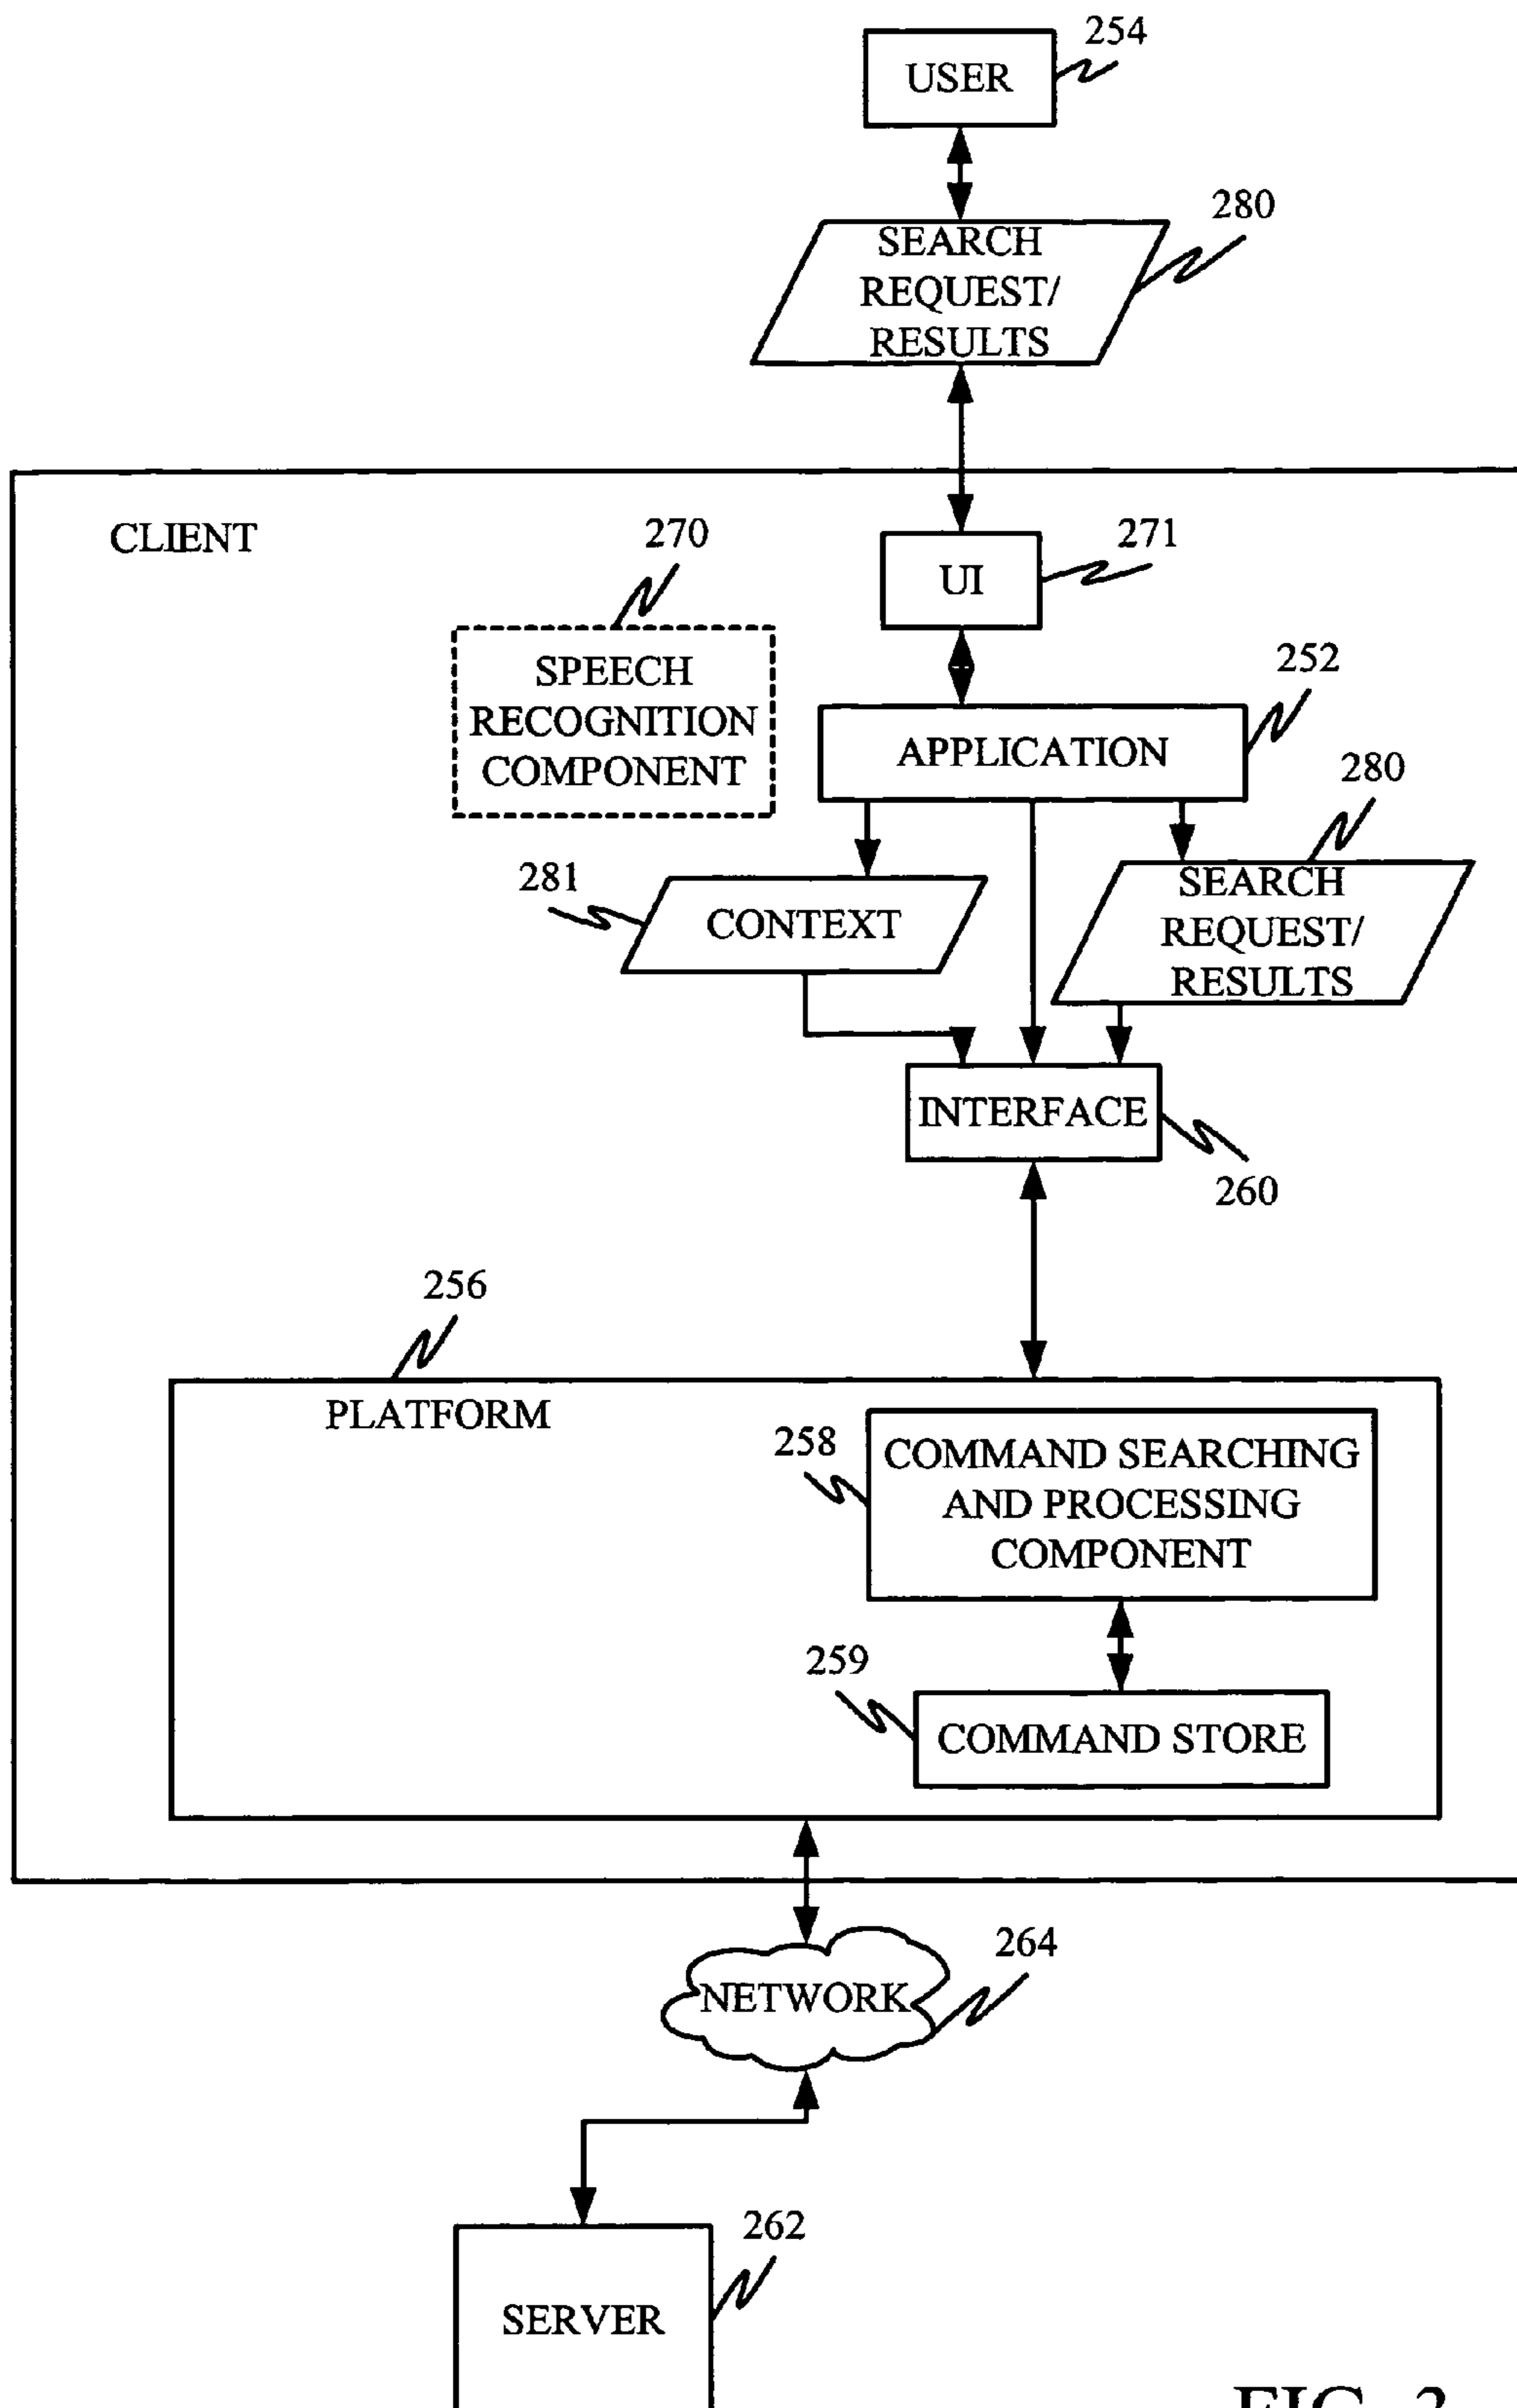 254
USER
280
SEARCH
REQUEST/
RESULTS
CLIENT
270
271
UI
SPEECH
RECOGNITION
COMPONENT
252
APPLICATION
280
281
CONTEXT
SEARCH
REQUEST/
RESULTS
INTERFACE
260
256
PLATFORM
258
COMMAND SEARCHING
AND PROCESSING
COMPONENT
259
COMMAND STORE
264
NETWORK
262
SERVER
FIG.